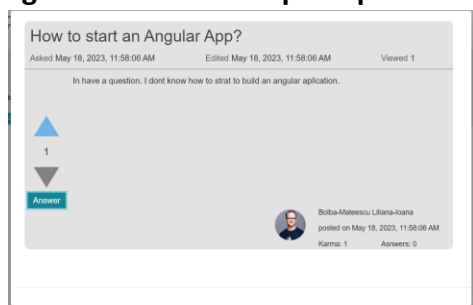 How to start an Angular App?
Asked May 18, 2023, 11:58:06 AM Edited May 18, 2023, 11:58:06 AM Viewed 1
In have a question. I dont know how to strat to build an angular aplication.
1
Answer
Bolba-Mateescu Liliana-Ioana
posted on May 18, 2023, 11:58:06 AM
Karma: 1 Asnwers: 0